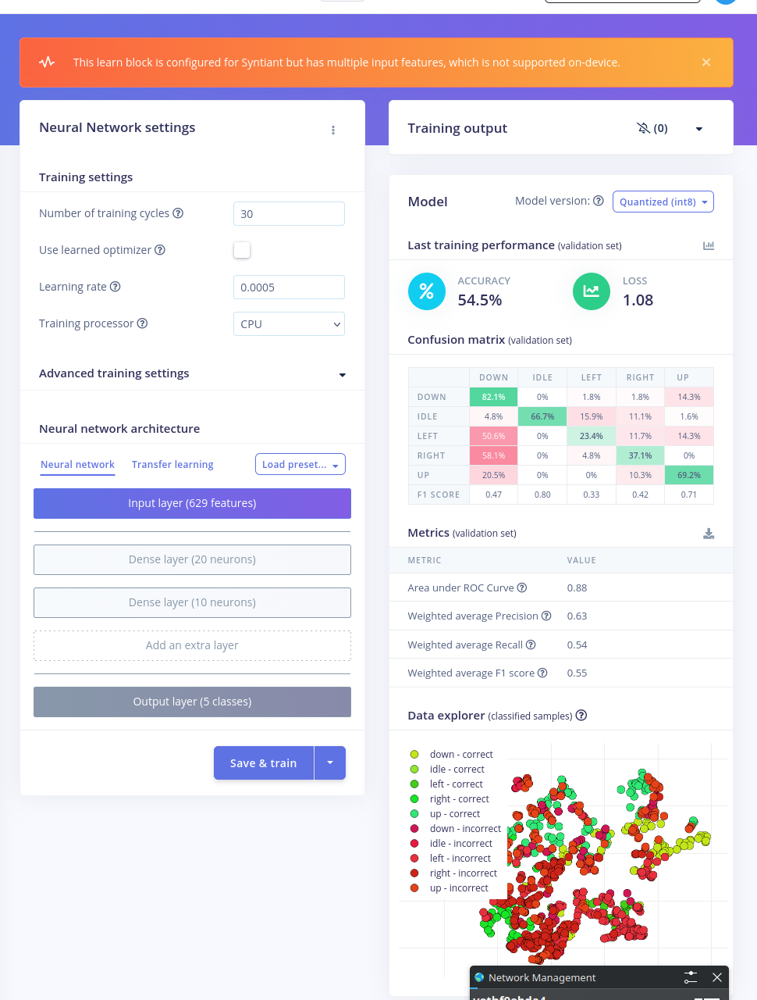 This learn block is configured for Syntiant but has multiple input features, which is not supported on-device.
Neural Network settings
Training settings
Number of training cycles
30
Use learned optimizer
Learning rate
0.0005
Training processor
CPU
Advanced training settings
Neural network architecture
Neural network
Transfer learning
Load preset...
Input layer (629 features)
Dense layer (20 neurons)
Dense layer (10 neurons)
Add an extra layer
Output layer (5 classes)
Save & train
Training output
(0)
Model
Model version:
Quantized (int8)
Last training performance (validation set)
ACCURACY
54.5%
LOSS
1.08
Confusion matrix (validation set)
DOWN IDLE LEFT RIGHT UP
DOWN 82.1% 0% 1.8% 1.8% 14.3%
IDLE 4.8% 66.7% 15.9% 11.1% 1.6%
LEFT 50.6% 0% 23.4% 11.7% 14.3%
RIGHT 58.1% 0% 4.8% 37.1% 0%
UP 20.5% 0% 0% 10.3% 69.2%
F1 SCORE 0.47 0.80 0.33 0.42 0.71
Metrics (validation set)
METRIC VALUE
Area under ROC Curve 0.88
Weighted average Precision 0.63
Weighted average Recall 0.54
Weighted average F1 score 0.55
Data explorer (classified samples)
down - correct
idle - correct
left - correct
right - correct
up - correct
down - incorrect
idle - incorrect
left - incorrect
right - incorrect
up - incorrect
Network Management